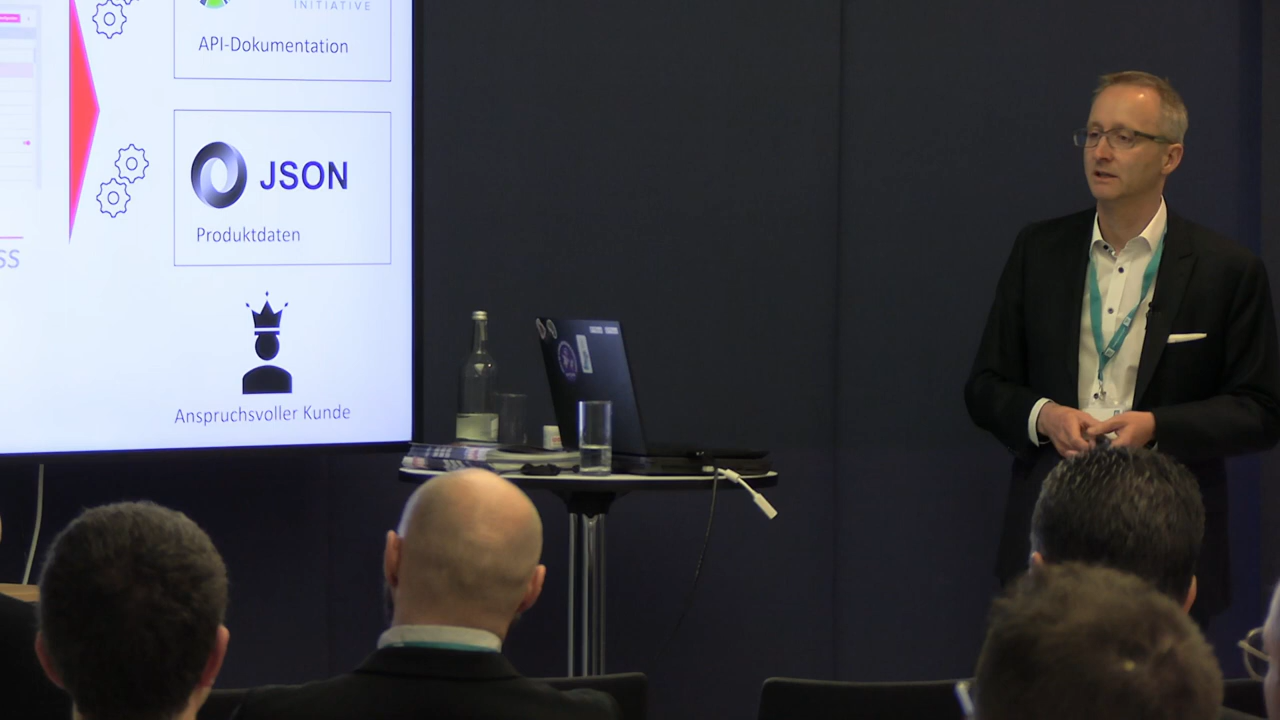 INITIATIVE
API-Dokumentation
JSON
Produktdaten
SS
Anspruchsvoller Kunde